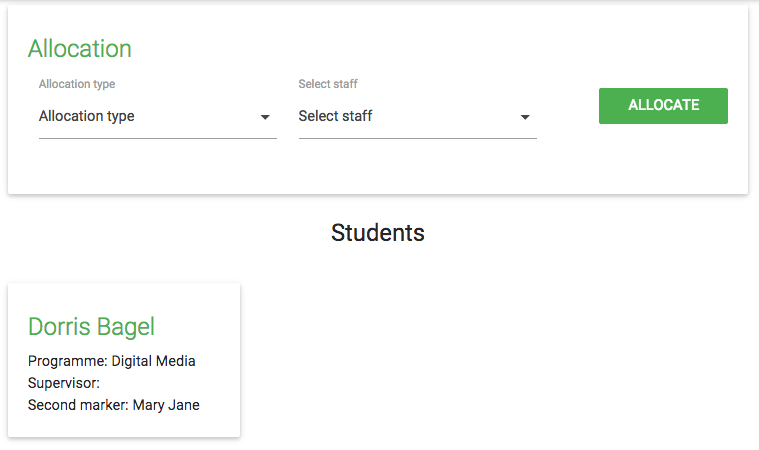 Allocation
Allocation type
Select staff
Allocation type
Select staff
ALLOCATE
Students
Dorris Bagel
Programme: Digital Media
Supervisor:
Second marker: Mary Jane